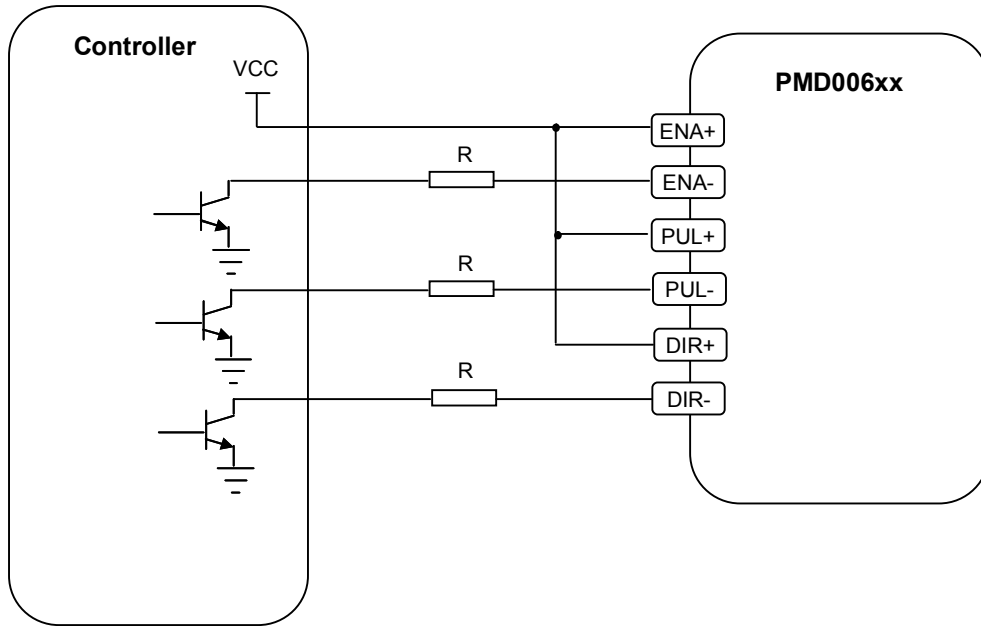 Controller
VCC
PMD006xx
ENA+
R
ENA-
PUL+
R
PUL-
DIR+
R
DIR-